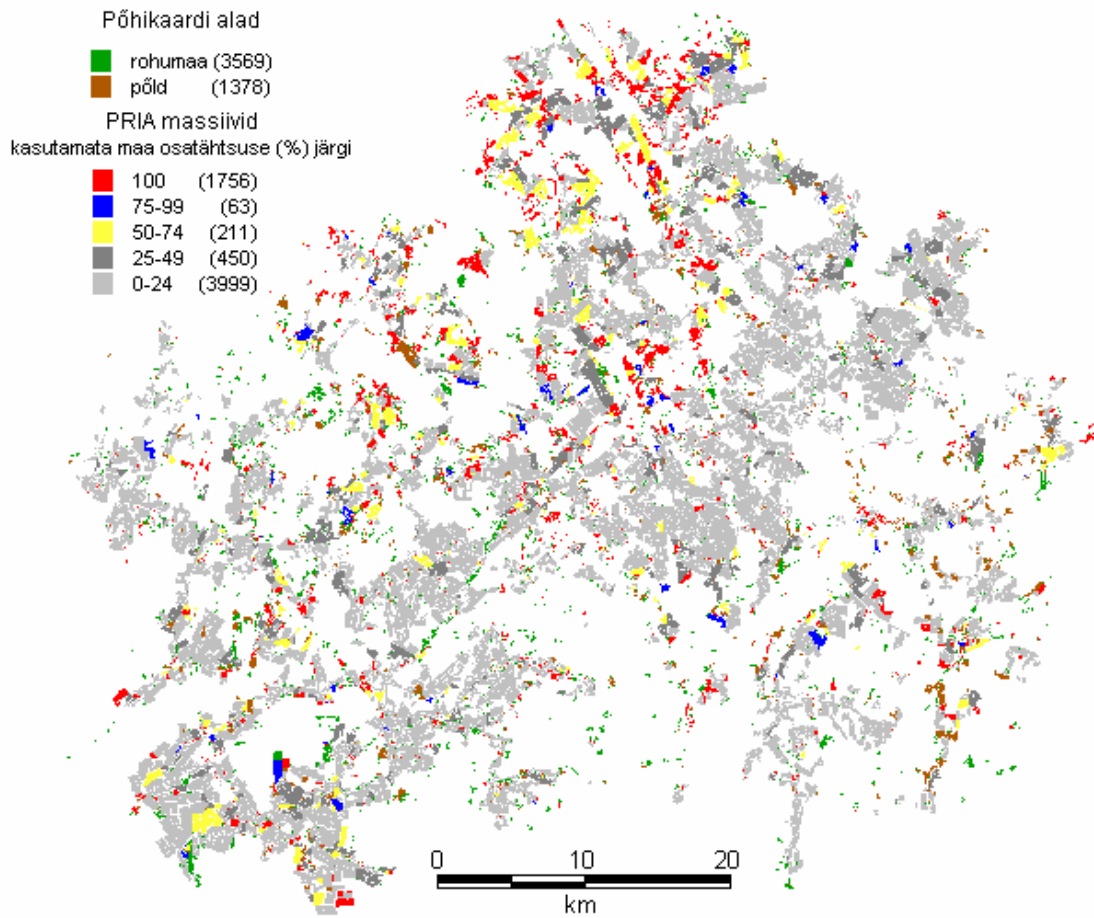 Põhikaardi alad
rohumaa (3569)
põld (1378)
PRIA massiivid
kasutamata maa osatähtsuse (%) järgi
100 (1756)
75-99 (63)
50-74 (211)
25-49 (450)
0-24 (3999)
0 10 20
km